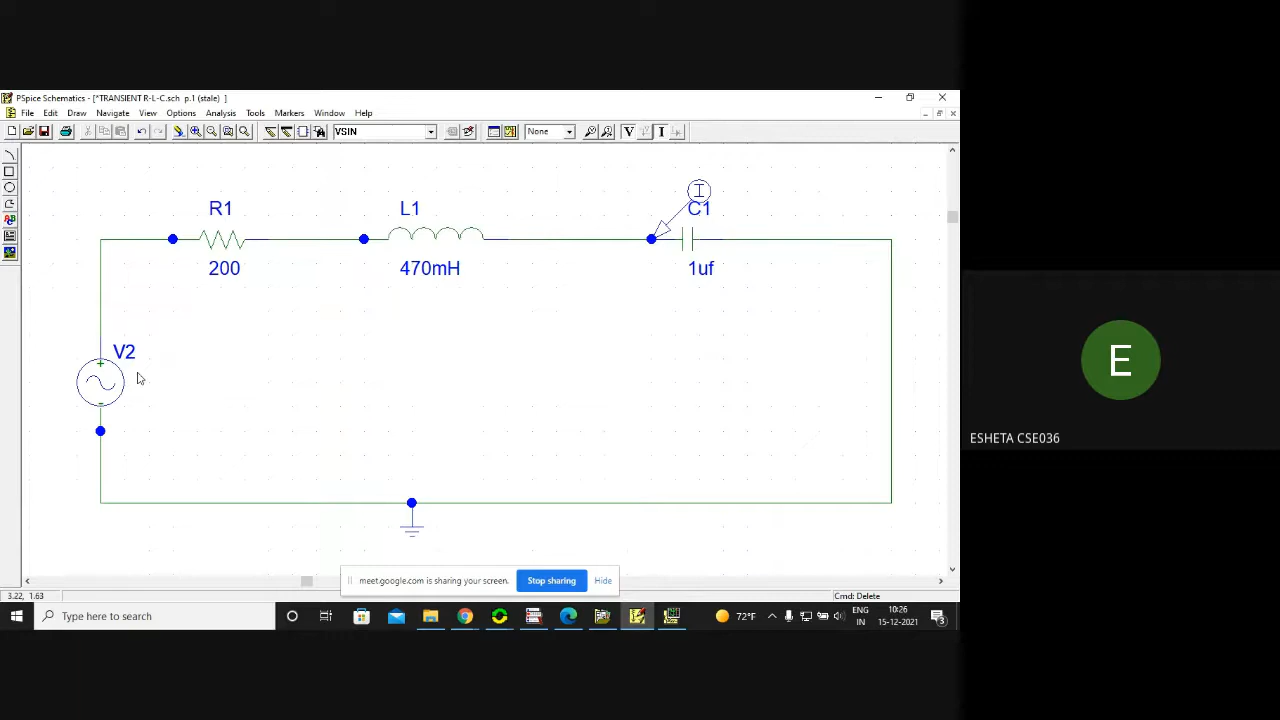 PSpice Schematics - [*TRANSIENT R-L-C.sch p.1 (stale) ]
File Edit Draw Navigate View Options Analysis Tools Markers Window Help
VSIN None V I
I
R1 L1 C1
200 470mH 1uf
V2
+
-
E
ESHETA CSE036
meet.google.com is sharing your screen. Stop sharing Hide
3.22, 1.63 Cmd: Delete
Type here to search 72°F ENG IN 10:26 15-12-2021 3